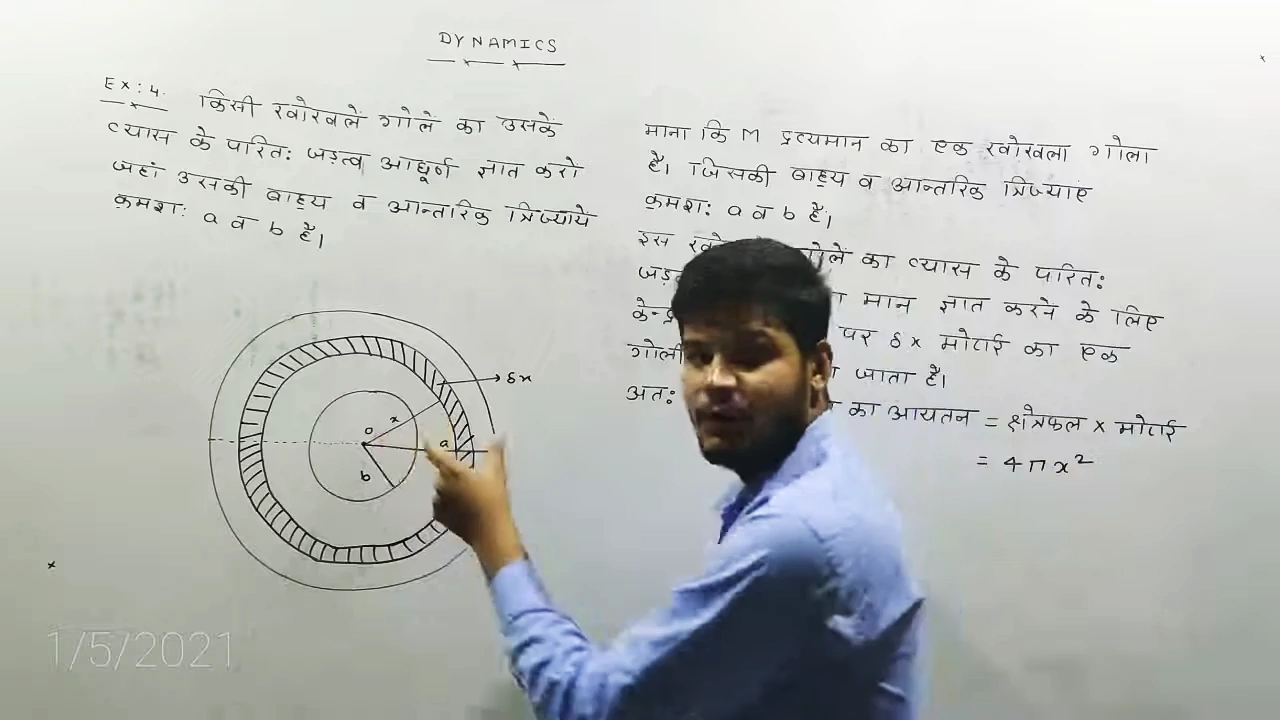 DYNAMICS
Ex:4. किसी खोखलें गोलें का उसकें
व्यास के परित: जड़त्व आघूर्ण ज्ञात करो
जहां उसकी बाह्य व आन्तरिक त्रिज्याये
क्रमश: a व b हैं।
माना कि M द्रव्यमान का एक खोखला गोला
है। जिसकी बाह्य व आन्तरिक त्रिज्याएं
क्रमश: a व b हैं।
इस गोलें का व्यास के परित:
मान ज्ञात करने के लिए
पर δx मोटाई का एक
जाता है।
अत: का आयतन = क्षेत्रफल x मोटाई
= 4πx²
δx
x
o
a
b
1/5/2021